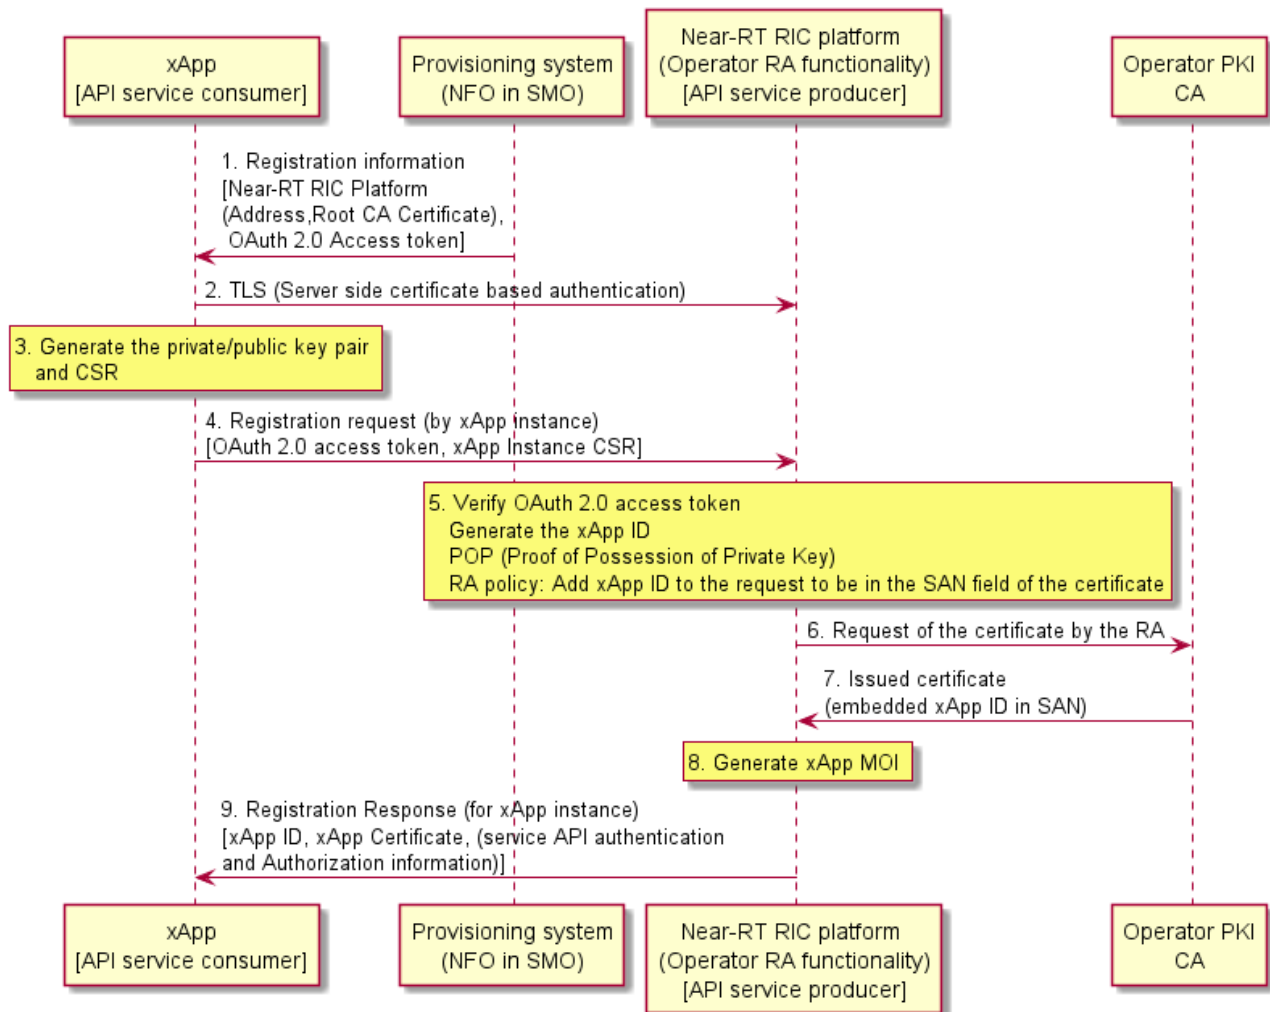 xApp
[API service consumer]
Provisioning system
(NFO in SMO)
Near-RT RIC platform
(Operator RA functionality)
[API service producer]
Operator PKI
CA
1. Registration information
[Near-RT RIC Platform
(Address,Root CA Certificate),
OAuth 2.0 Access token]
2. TLS (Server side certificate based authentication)
3. Generate the private/public key pair
and CSR
4. Registration request (by xApp instance)
[OAuth 2.0 access token, xApp Instance CSR]
5. Verify OAuth 2.0 access token
Generate the xApp ID
POP (Proof of Possession of Private Key)
RA policy: Add xApp ID to the request to be in the SAN field of the certificate
6. Request of the certificate by the RA
7. Issued certificate
(embedded xApp ID in SAN)
8. Generate xApp MOI
9. Registration Response (for xApp instance)
[xApp ID, xApp Certificate, (service API authentication
and Authorization information)]
xApp
[API service consumer]
Provisioning system
(NFO in SMO)
Near-RT RIC platform
(Operator RA functionality)
[API service producer]
Operator PKI
CA